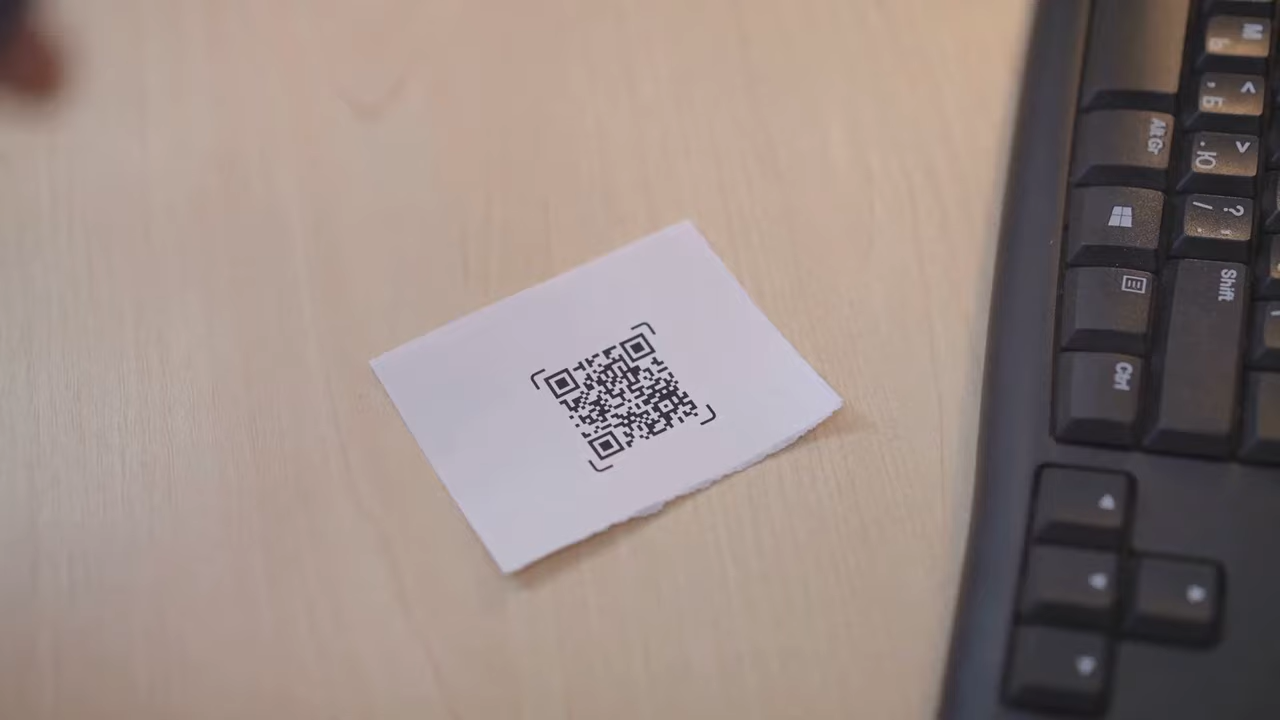 M Ь
< , Б
Alt Gr
> . Ю
? / .
Shift
Ctrl